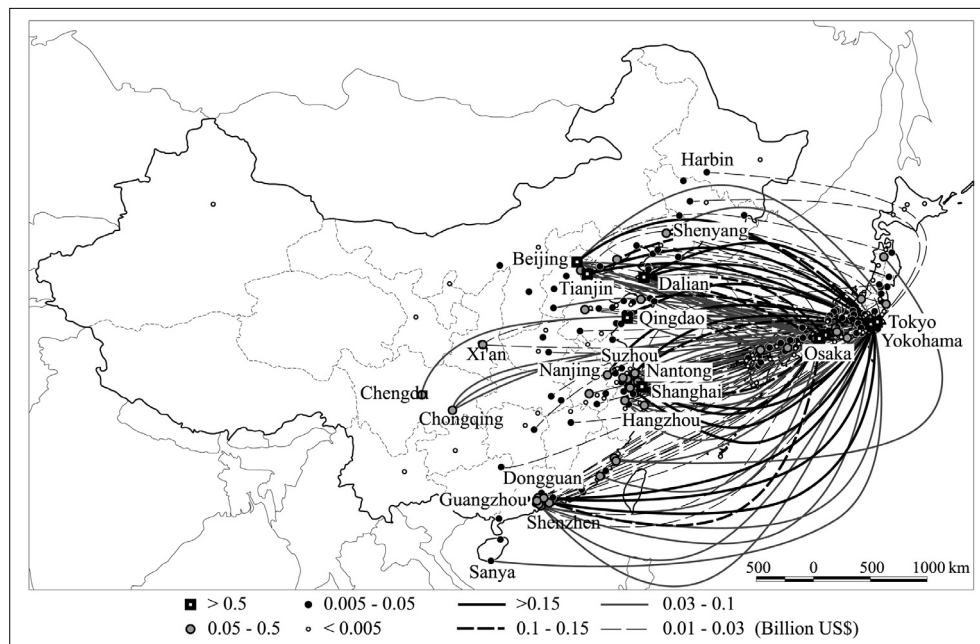 Harbin
Shenyang
Beijing
Tianjin
Dalian
Qingdao
Tokyo
Yokohama
Osaka
Xi'an
Suzhou
Nanjing
Nantong
Chengdu
Shanghai
Chongqing
Hangzhou
Dongguan
Guangzhou
Shenzhen
Sanya
500 0 500 1000 km
> 0.5 0.005 - 0.05 >0.15 0.03 - 0.1
0.05 - 0.5 < 0.005 0.1 - 0.15 0.01 - 0.03 (Billion US$)